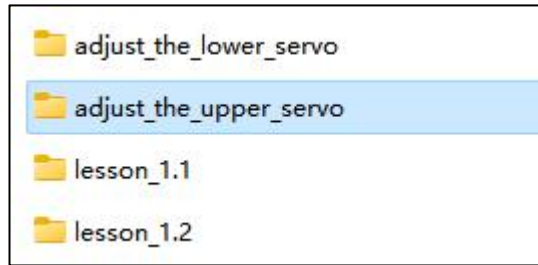 adjust_the_lower_servo
adjust_the_upper_servo
lesson_1.1
lesson_1.2